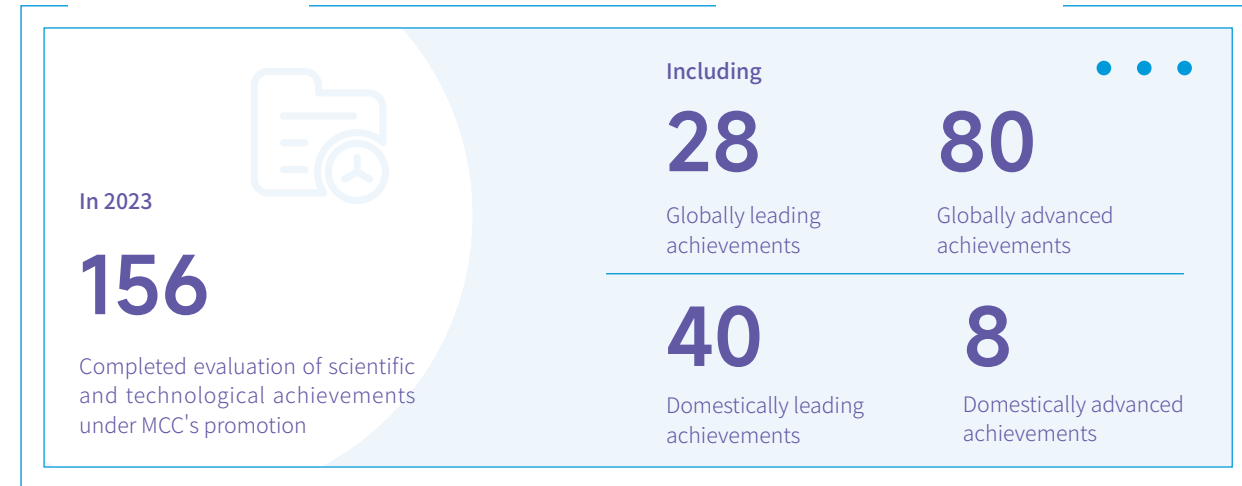 In 2023
156
Completed evaluation of scientific
and technological achievements
under MCC's promotion
Including
28
Globally leading
achievements
80
Globally advanced
achievements
40
Domestically leading
achievements
8
Domestically advanced
achievements